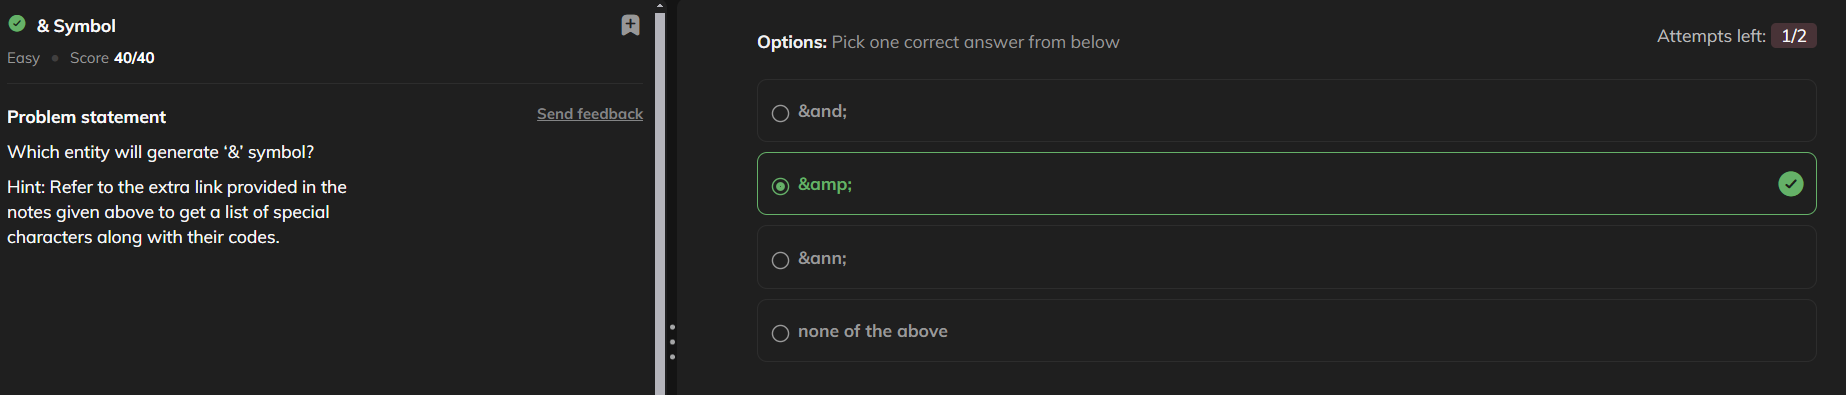 & Symbol
Easy • Score 40/40
Problem statement
Send feedback
Which entity will generate ‘&’ symbol?
Hint: Refer to the extra link provided in the
notes given above to get a list of special
characters along with their codes.
Options: Pick one correct answer from below
Attempts left: 1/2
&and;
&amp;
&ann;
none of the above